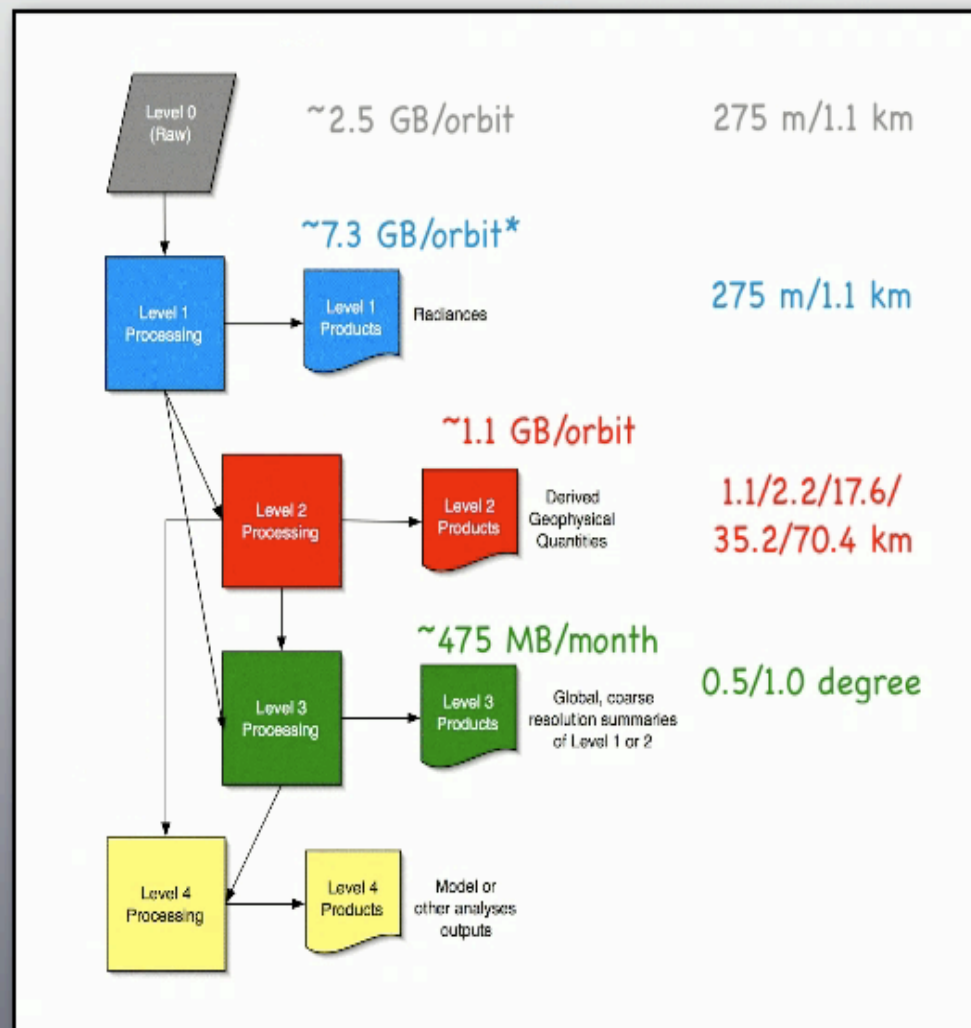 Level 0
(Raw)
~2.5 GB/orbit
275 m/1.1 km
~7.3 GB/orbit*
Level 1
Processing
Level 1
Products
Radiances
275 m/1.1 km
~1.1 GB/orbit
Level 2
Processing
Level 2
Products
Derived
Geophysical
Quantities
1.1/2.2/17.6/
35.2/70.4 km
~475 MB/month
Level 3
Processing
Level 3
Products
Global, coarse
resolution summaries
of Level 1 or 2
0.5/1.0 degree
Level 4
Processing
Level 4
Products
Model or
other analyses
outputs